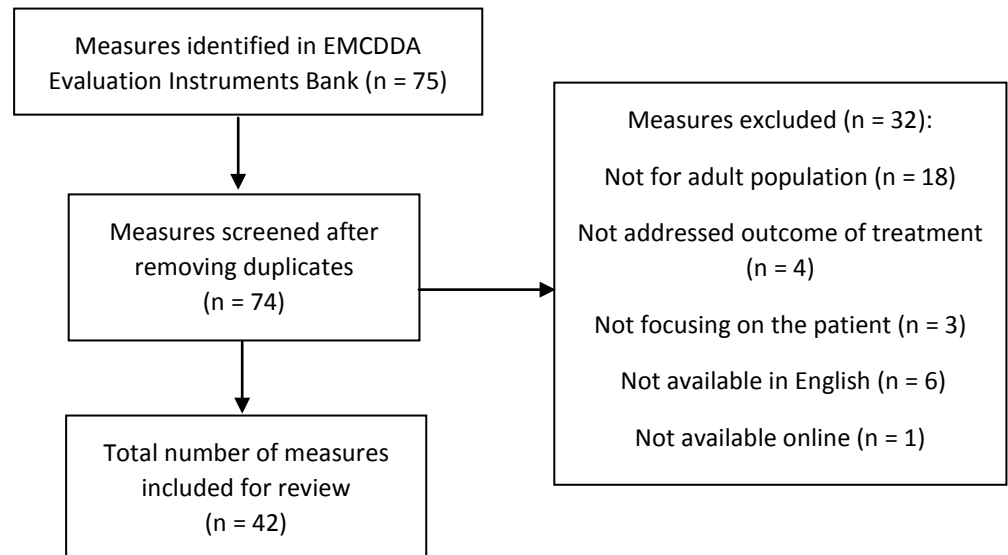 Measures identified in EMCDDA
Evaluation Instruments Bank (n = 75)
Measures screened after
removing duplicates
(n = 74)
Total number of measures
included for review
(n = 42)
Measures excluded (n = 32):
Not for adult population (n = 18)
Not addressed outcome of treatment
(n = 4)
Not focusing on the patient (n = 3)
Not available in English (n = 6)
Not available online (n = 1)